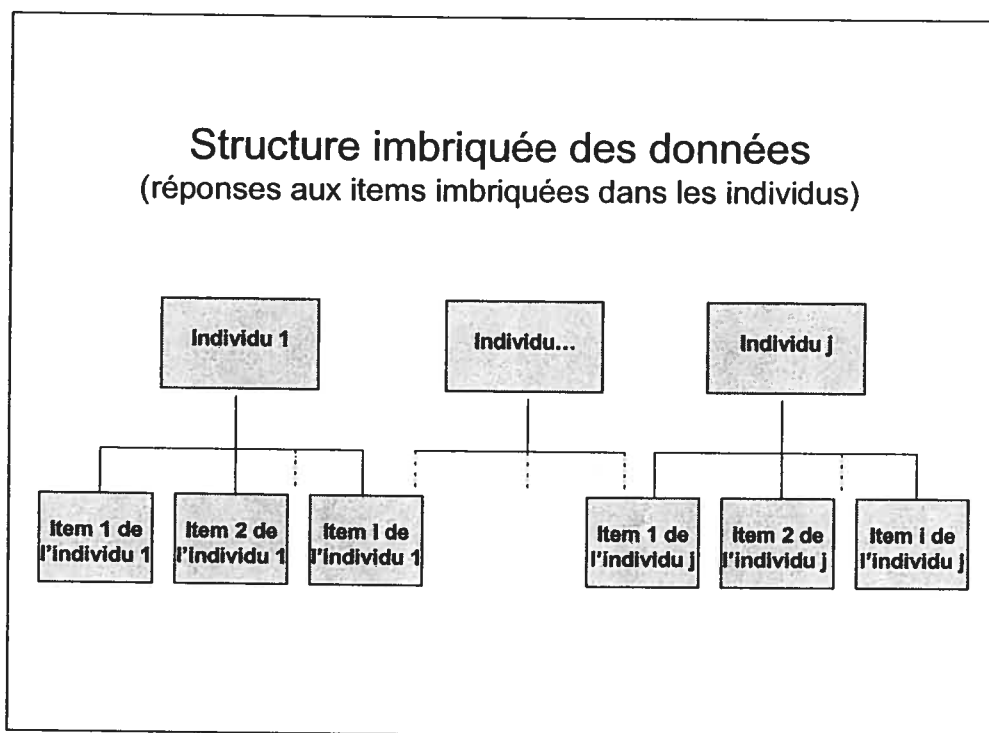 Structure imbriquée des données
(réponses aux items imbriquées dans les individus)
Individu 1
Individu...
Individu j
Item 1 de
l'individu 1
Item 2 de
l'individu 1
Item i de
l'individu 1
Item 1 de
l'individu j
Item 2 de
l'individu j
Item i de
l'individu j